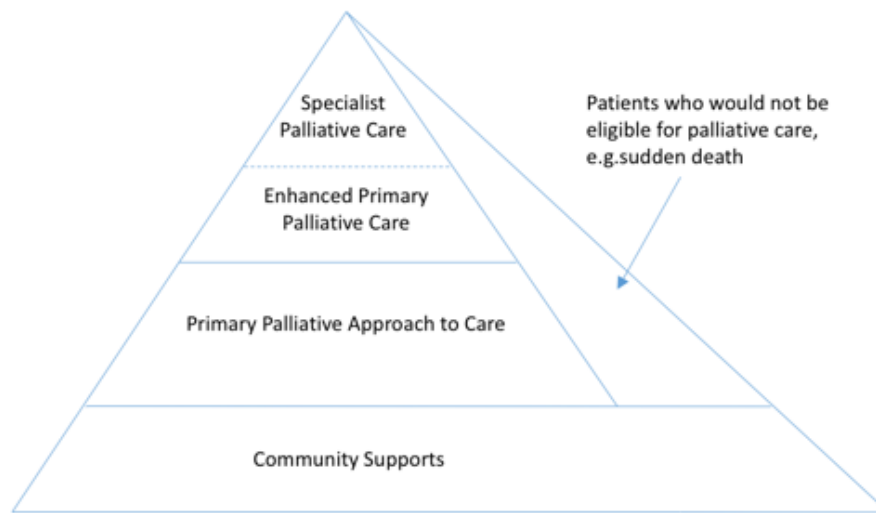 Specialist
Palliative Care
Patients who would not be
eligible for palliative care,
e.g.sudden death
Enhanced Primary
Palliative Care
Primary Palliative Approach to Care
Community Supports